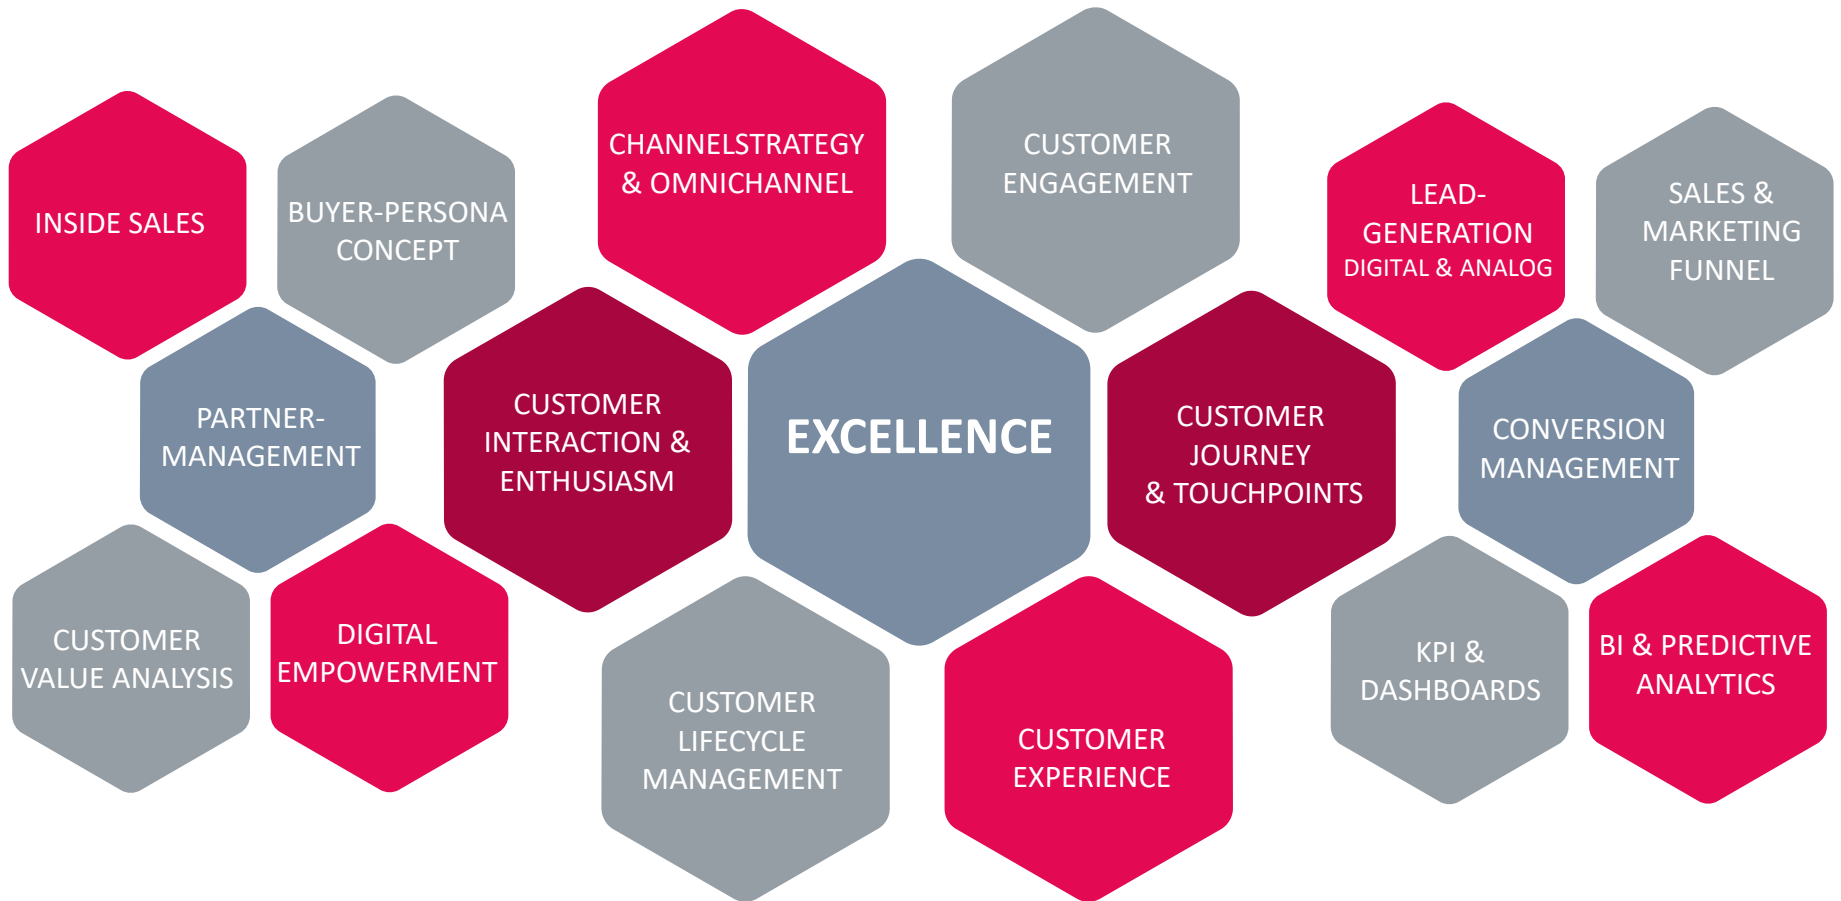 INSIDE SALES
BUYER-PERSONA
CONCEPT
PARTNER-
MANAGEMENT
CUSTOMER
VALUE ANALYSIS
DIGITAL
EMPOWERMENT
CHANNELSTRATEGY
& OMNICHANNEL
CUSTOMER
ENGAGEMENT
CUSTOMER
INTERACTION &
ENTHUSIASM
EXCELLENCE
CUSTOMER
JOURNEY
& TOUCHPOINTS
CUSTOMER
LIFECYCLE
MANAGEMENT
CUSTOMER
EXPERIENCE
LEAD-
GENERATION
DIGITAL & ANALOG
SALES &
MARKETING
FUNNEL
CONVERSION
MANAGEMENT
KPI &
DASHBOARDS
BI & PREDICTIVE
ANALYTICS